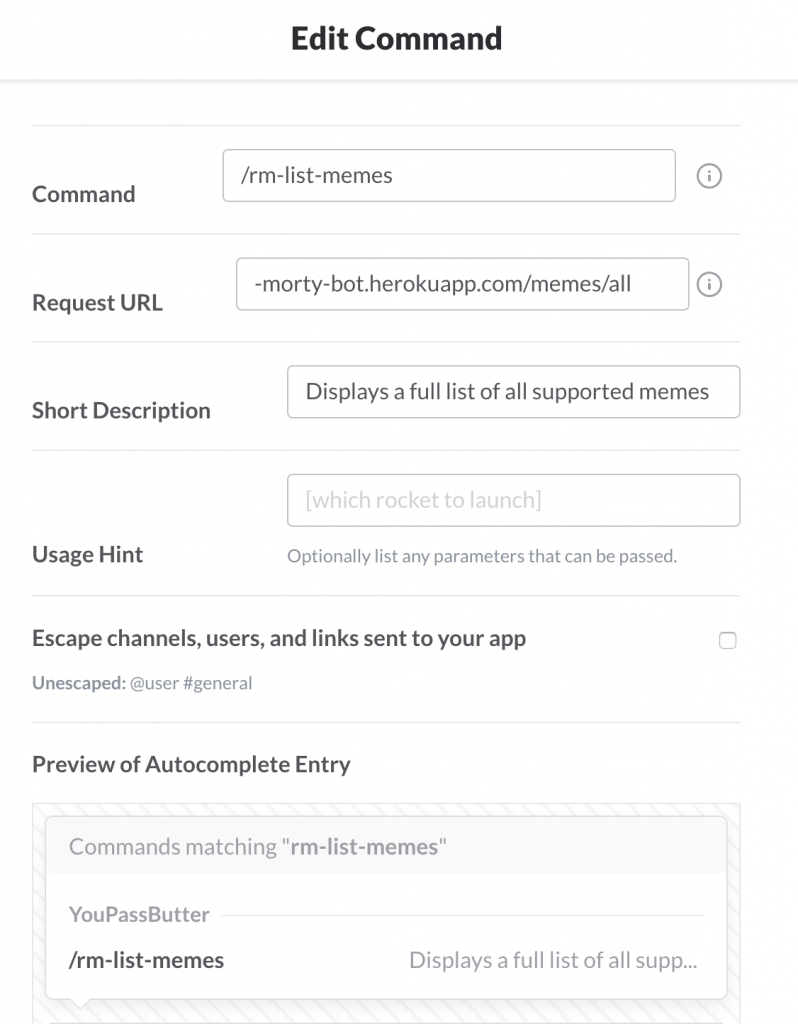 Edit Command
Command
/rm-list-memes
Request URL
-morty-bot.herokuapp.com/memes/all
Short Description
Displays a full list of all supported memes
Usage Hint
[which rocket to launch]
Optionally list any parameters that can be passed.
Escape channels, users, and links sent to your app
Unescaped: @user #general
Preview of Autocomplete Entry
Commands matching "rm-list-memes"
YouPassButter
/rm-list-memes Displays a full list of all supp...